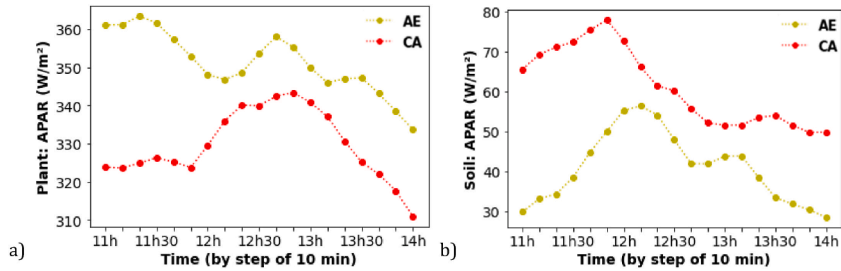 Plant: APAR (W/m²)
360
350
340
330
320
310
AE
CA
11h
11h30
12h
12h30
13h
13h30
14h
Time (by step of 10 min)
a)
Soil: APAR (W/m²)
80
70
60
50
40
30
AE
CA
11h
11h30
12h
12h30
13h
13h30
14h
Time (by step of 10 min)
b)